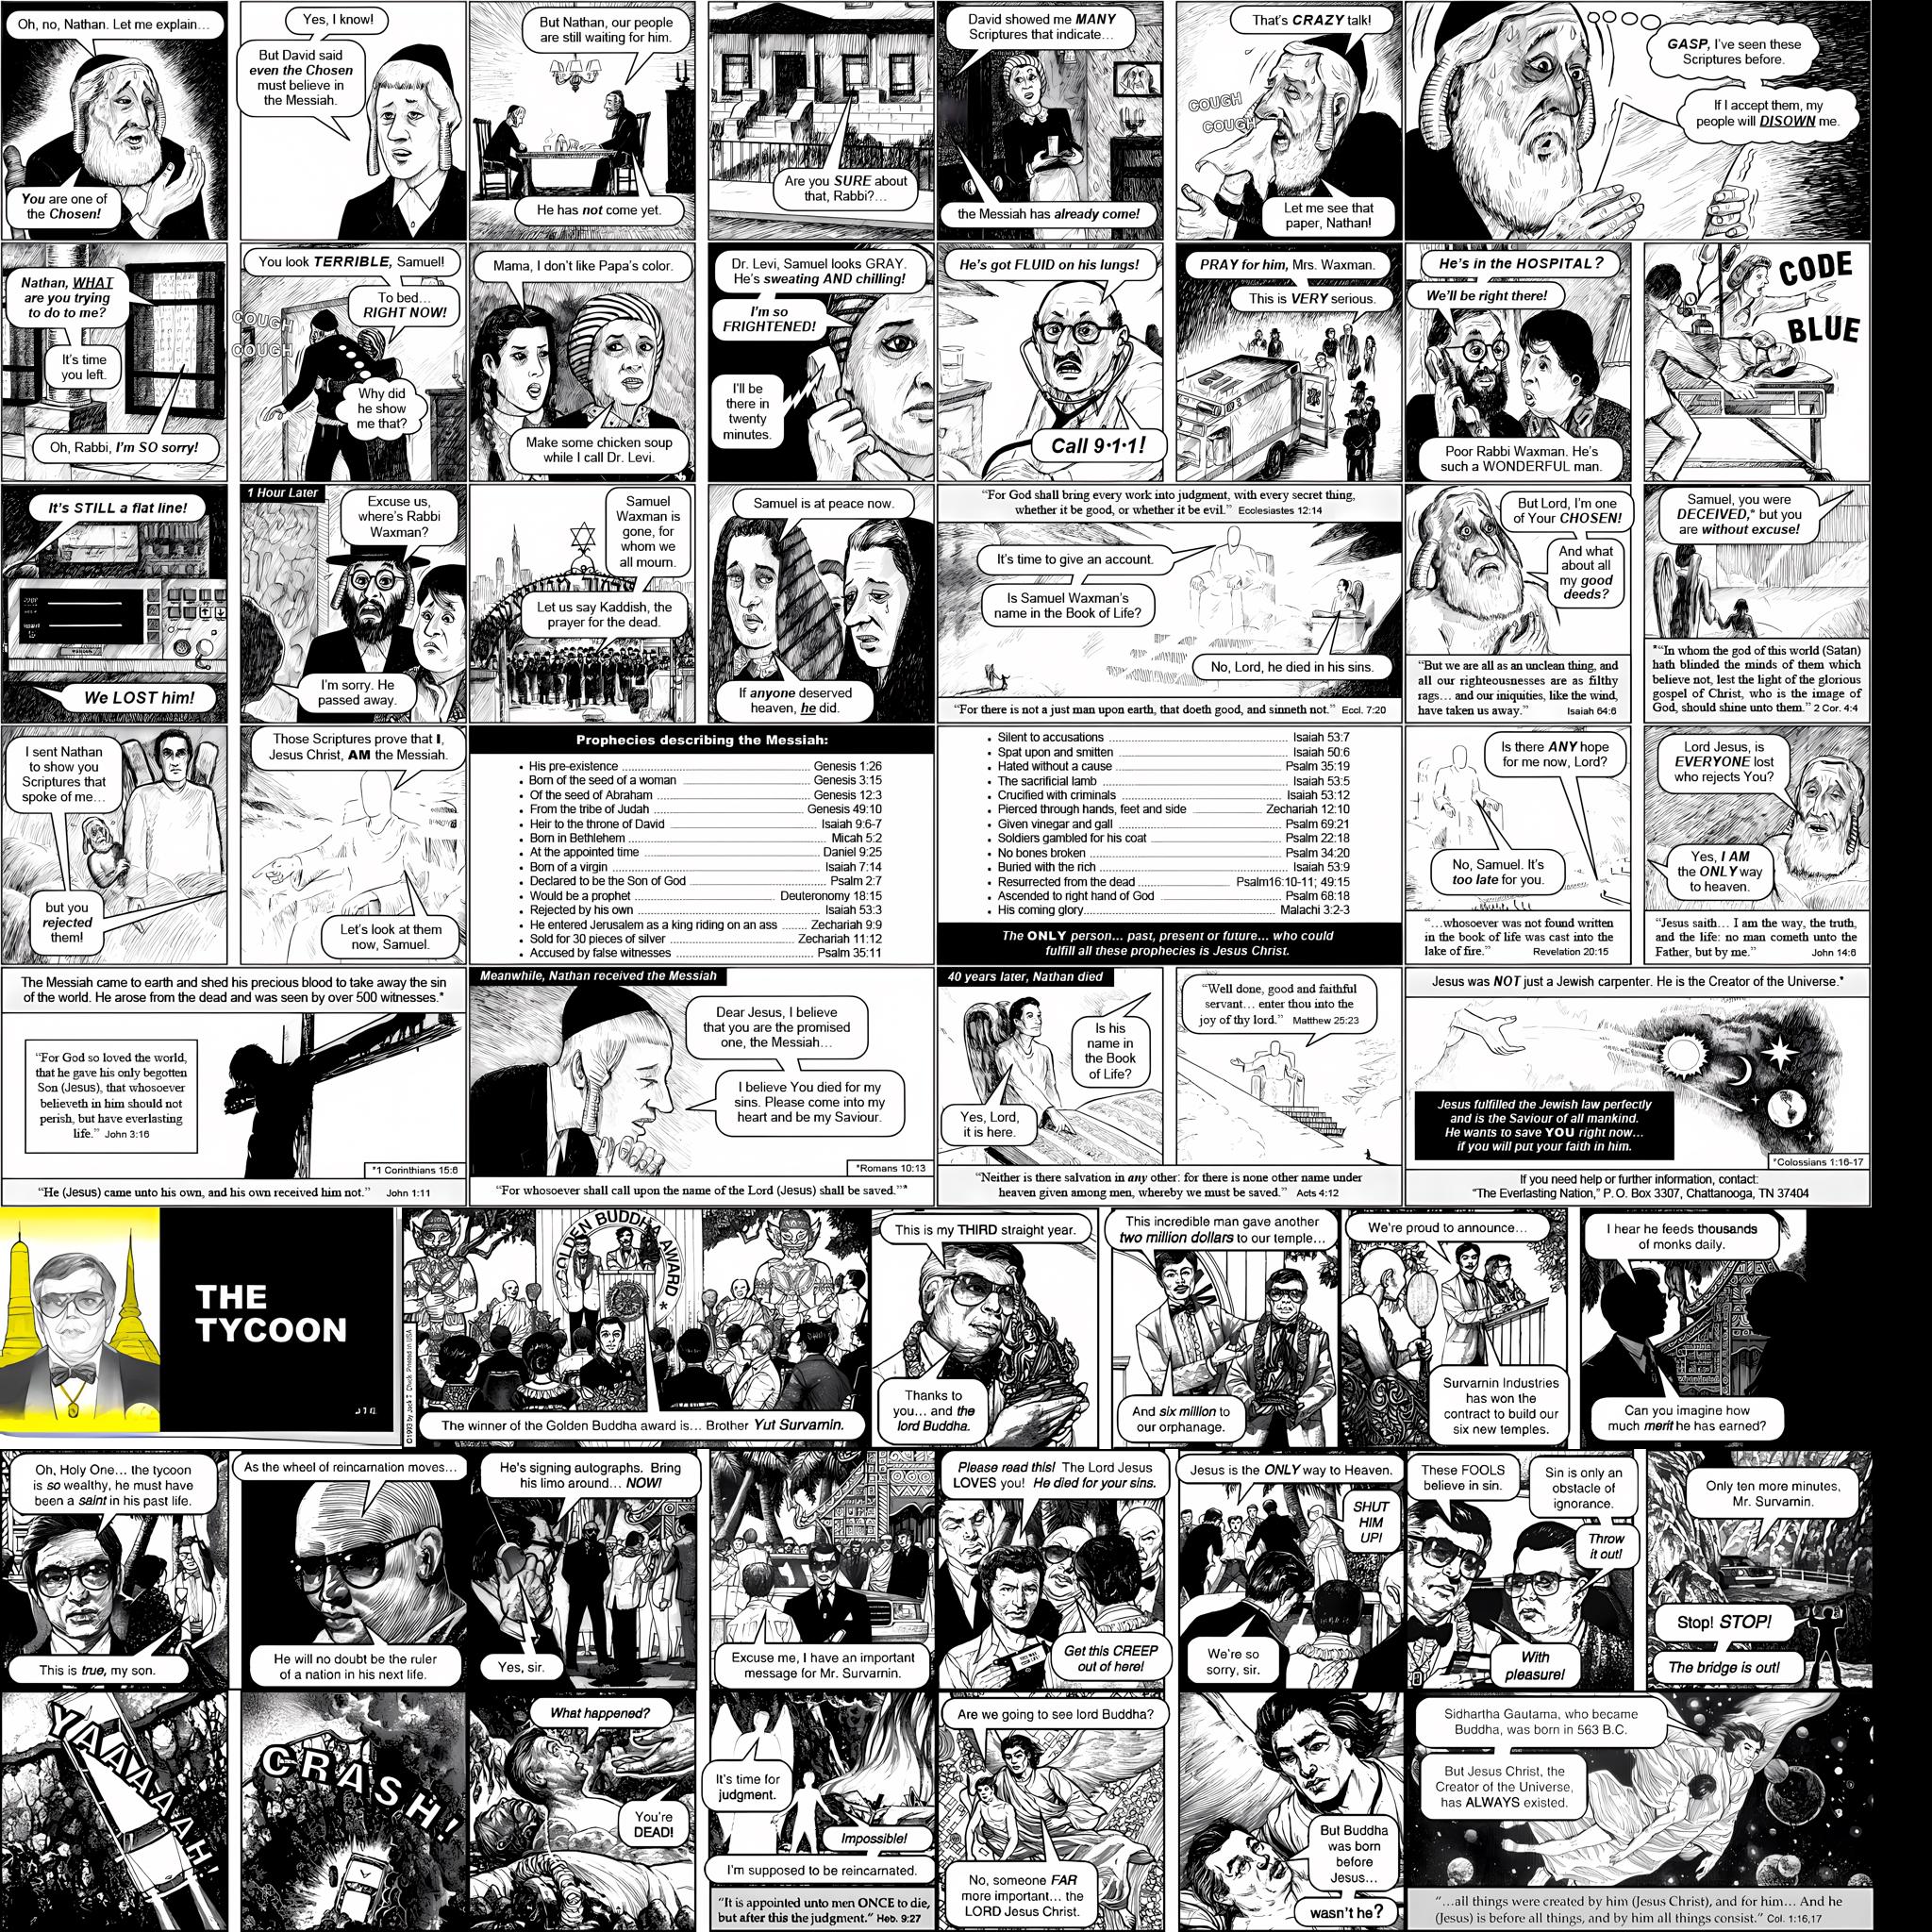 Oh, no, Nathan. Let me explain...
You are one of
the Chosen!
Yes, I know!
But David said
even the Chosen
must believe in
the Messiah.
But Nathan, our people
are still waiting for him.
He has not come yet.
Are you SURE about
that, Rabbi?...
David showed me MANY
Scriptures that indicate...
the Messiah has already come!
That's CRAZY talk!
COUGH
COUGH
Let me see that
paper, Nathan!
GASP, I've seen these
Scriptures before.
If I accept them, my
people will DISOWN me.
Nathan, WHAT
are you trying
to do to me?
It's time
you left.
Oh, Rabbi, I'm SO sorry!
You look TERRIBLE, Samuel!
To bed...
RIGHT NOW!
COUGH
COUGH
Why did
he show
me that?
Mama, I don't like Papa's color.
Make some chicken soup
while I call Dr. Levi.
Dr. Levi, Samuel looks GRAY.
He's sweating AND chilling!
I'm so
FRIGHTENED!
I'll be
there in
twenty
minutes.
He's got FLUID on his lungs!
Call 9·1·1!
PRAY for him, Mrs. Waxman.
This is VERY serious.
911
He's in the HOSPITAL?
We'll be right there!
Poor Rabbi Waxman. He's
such a WONDERFUL man.
CODE
BLUE
It's STILL a flat line!
We LOST him!
1 Hour Later
Excuse us,
where's Rabbi
Waxman?
I'm sorry. He
passed away.
Samuel
Waxman is
gone, for
whom we
all mourn.
Let us say Kaddish, the
prayer for the dead.
Samuel is at peace now.
If anyone deserved
heaven, he did.
"For God shall bring every work into judgment, with every secret thing,
whether it be good, or whether it be evil." Ecclesiastes 12:14
It's time to give an account.
Is Samuel Waxman's
name in the Book of Life?
No, Lord, he died in his sins.
"For there is not a just man upon earth, that doeth good, and sinneth not." Eccl. 7:20
But Lord, I'm one
of Your CHOSEN!
And what
about all
my good
deeds?
"But we are all as an unclean thing, and
all our righteousnesses are as filthy
rags... and our iniquities, like the wind,
have taken us away." Isaiah 64:6
Samuel, you were
DECEIVED,* but you
are without excuse!
*"In whom the god of this world (Satan)
hath blinded the minds of them which
believe not, lest the light of the glorious
gospel of Christ, who is the image of
God, should shine unto them." 2 Cor. 4:4
I sent Nathan
to show you
Scriptures that
spoke of me...
but you
rejected
them!
Those Scriptures prove that I,
Jesus Christ, AM the Messiah.
Let's look at them
now, Samuel.
Prophecies describing the Messiah:
• His pre-existence ... Genesis 1:26
• Born of the seed of a woman ... Genesis 3:15
• Of the seed of Abraham ... Genesis 12:3
• From the tribe of Judah ... Genesis 49:10
• Heir to the throne of David ... Isaiah 9:6-7
• Born in Bethlehem ... Micah 5:2
• At the appointed time ... Daniel 9:25
• Born of a virgin ... Isaiah 7:14
• Declared to be the Son of God ... Psalm 2:7
• Would be a prophet ... Deuteronomy 18:15
• Rejected by his own ... Isaiah 53:3
• He entered Jerusalem as a king riding on an ass ... Zechariah 9:9
• Sold for 30 pieces of silver ... Zechariah 11:12
• Accused by false witnesses ... Psalm 35:11
• Silent to accusations ... Isaiah 53:7
• Spat upon and smitten ... Isaiah 50:6
• Hated without a cause ... Psalm 35:19
• The sacrificial lamb ... Isaiah 53:5
• Crucified with criminals ... Isaiah 53:12
• Pierced through hands, feet and side ... Zechariah 12:10
• Given vinegar and gall ... Psalm 69:21
• Soldiers gambled for his coat ... Psalm 22:18
• No bones broken ... Psalm 34:20
• Buried with the rich ... Isaiah 53:9
• Resurrected from the dead ... Psalm16:10-11; 49:15
• Ascended to right hand of God ... Psalm 68:18
• His coming glory ... Malachi 3:2-3
The ONLY person... past, present or future... who could
fulfill all these prophecies is Jesus Christ.
Is there ANY hope
for me now, Lord?
No, Samuel. It's
too late for you.
"...whosoever was not found written
in the book of life was cast into the
lake of fire." Revelation 20:15
Lord Jesus, is
EVERYONE lost
who rejects You?
Yes, I AM
the ONLY way
to heaven.
"Jesus saith... I am the way, the truth,
and the life: no man cometh unto the
Father, but by me." John 14:6
The Messiah came to earth and shed his precious blood to take away the sin
of the world. He arose from the dead and was seen by over 500 witnesses.*
"For God so loved the world,
that he gave his only begotten
Son (Jesus), that whosoever
believeth in him should not
perish, but have everlasting
life." John 3:16
*1 Corinthians 15:6
"He (Jesus) came unto his own, and his own received him not." John 1:11
Meanwhile, Nathan received the Messiah
Dear Jesus, I believe
that you are the promised
one, the Messiah...
I believe You died for my
sins. Please come into my
heart and be my Saviour.
*Romans 10:13
"For whosoever shall call upon the name of the Lord (Jesus) shall be saved."*
40 years later, Nathan died
Is his
name in
the Book
of Life?
Yes, Lord,
it is here.
"Well done, good and faithful
servant... enter thou into the
joy of thy lord." Matthew 25:23
"Neither is there salvation in any other: for there is none other name under
heaven given among men, whereby we must be saved." Acts 4:12
Jesus was NOT just a Jewish carpenter. He is the Creator of the Universe.*
Jesus fulfilled the Jewish law perfectly
and is the Saviour of all mankind.
He wants to save YOU right now...
if you will put your faith in him.
*Colossians 1:16-17
If you need help or further information, contact:
"The Everlasting Nation," P. O. Box 3307, Chattanooga, TN 37404
THE
TYCOON
GOLDEN BUDDHA AWARD
*
©1993 by Jack T. Chick Printed in USA
The winner of the Golden Buddha award is... Brother Yut Survarnin.
This is my THIRD straight year.
Thanks to
you... and the
lord Buddha.
This incredible man gave another
two million dollars to our temple...
And six million to
our orphanage.
We're proud to announce...
Survarnin Industries
has won the
contract to build our
six new temples.
I hear he feeds thousands
of monks daily.
Can you imagine how
much merit he has earned?
Oh, Holy One... the tycoon
is so wealthy, he must have
been a saint in his past life.
This is true, my son.
As the wheel of reincarnation moves...
He will no doubt be the ruler
of a nation in his next life.
He's signing autographs. Bring
his limo around... NOW!
Yes, sir.
Excuse me, I have an important
message for Mr. Survarnin.
Please read this! The Lord Jesus
LOVES you! He died for your sins.
Get this CREEP
out of here!
Jesus is the ONLY way to Heaven.
SHUT
HIM
UP!
We're so
sorry, sir.
These FOOLS
believe in sin.
Sin is only an
obstacle of
ignorance.
Throw
it out!
With
pleasure!
Only ten more minutes,
Mr. Survarnin.
Stop! STOP!
The bridge is out!
YAAAAAAH!
CRASH!
What happened?
You're
DEAD!
It's time for
judgment.
Impossible!
I'm supposed to be reincarnated.
"It is appointed unto men ONCE to die,
but after this the judgment." Heb. 9:27
Are we going to see lord Buddha?
No, someone FAR
more important... the
LORD Jesus Christ.
But Buddha
was born
before
Jesus...
wasn't he?
Sidhartha Gautama, who became
Buddha, was born in 563 B.C.
But Jesus Christ, the
Creator of the Universe,
has ALWAYS existed.
"...all things were created by him (Jesus Christ), and for him... And he
(Jesus) is before all things, and by him all things consist." Col. 1:16,17